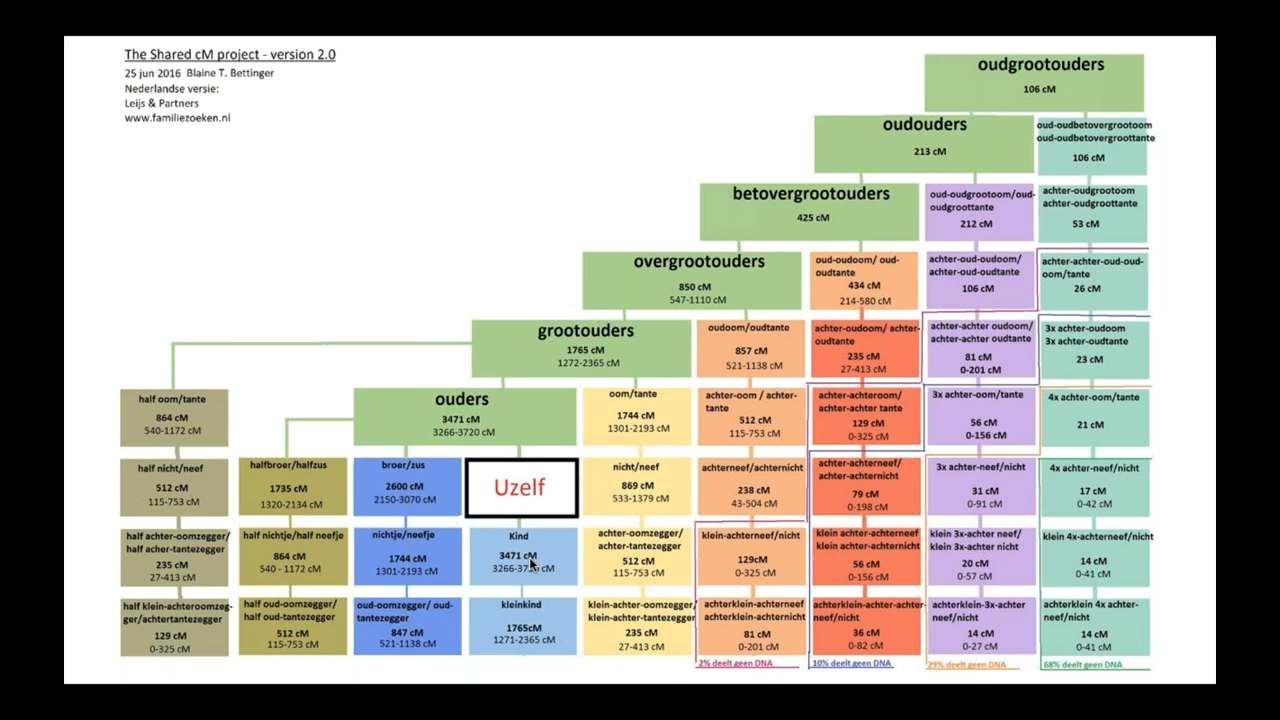 The Shared cM project - version 2.0
25 jun 2016 Blaine T. Bettinger
Nederlandse versie:
Leijs & Partners
www.familiezoeken.nl
oudgrootouders
106 cM
oudouders
213 cM
oud-oudbetovergrootoom
oud-oudbetovergroottante
106 cM
betovergrootouders
425 cM
oud-oudgrootoom/oud-
oudgroottante
212 cM
achter-oudgrootoom
achter-oudgroottante
53 cM
overgrootouders
850 cM
547-1110 cM
oud-oudoom/ oud-
oudtante
434 cM
214-580 cM
achter-oud-oudoom/
achter-oud-oudtante
106 cM
achter-achter-oud-oud-
oom/tante
26 cM
grootouders
1765 cM
1272-2365 cM
oudoom/oudtante
857 cM
521-1138 cM
achter-oudoom/ achter-
oudtante
235 cM
27-413 cM
achter-achter oudoom/
achter-achter oudtante
81 cM
0-201 cM
3x achter-oudoom
3x achter-oudtante
23 cM
half oom/tante
864 cM
540-1172 cM
ouders
3471 cM
3266-3720 cM
oom/tante
1744 cM
1301-2193 cM
achter-oom / achter-
tante
512 cM
115-753 cM
achter-achteroom/
achter-achter tante
129 cM
0-325 cM
3x achter-oom/tante
56 cM
0-156 cM
4x achter-oom/tante
21 cM
half nicht/neef
512 cM
115-753 cM
halfbroer/halfzus
1735 cM
1320-2134 cM
broer/zus
2600 cM
2150-3070 cM
Uzelf
nicht/neef
869 cM
533-1379 cM
achterneef/achternicht
238 cM
43-504 cM
achter-achterneef/
achter-achternicht
79 cM
0-198 cM
3x achter-neef/nicht
31 cM
0-91 cM
4x achter-neef/nicht
17 cM
0-42 cM
half achter-oomzegger/
half acher-tantezegger
235 cM
27-413 cM
half nichtje/half neefje
864 cM
540 - 1172 cM
nichtje/neefje
1744 cM
1301-2193 cM
Kind
3471 cM
cM
achter-oomzegger/
achter-tantezegger
512 cM
115-753 cM
klein-achterneef/nicht
129cM
0-325 cM
klein achter-achterneef
klein achter-achternicht
56 cM
0-156 cM
klein 3x-achter neef/
klein 3x-achter nicht
20 cM
0-57 cM
klein 4x-achterneef/nicht
14 cM
0-41 cM
half klein-achteroomzeg-
ger/achtertantezegger
129 cM
0-325 cM
half oud-oomzegger/
half oud-tantezegger
512 cM
115-753 cM
oud-oomzegger/ oud-
tantezegger
847 cM
521-1138 cM
kleinkind
1765cM
1271-2365 cM
klein-achter-oomzegger/
klein-achter-tantezegger
235 cM
27-413 cM
achterklein-achterneef
achterklein-achternicht
81 cM
0-201 cM
achterklein-achter-achter-
neef/nicht
36 cM
0-82 cM
achterklein-3x-achter
neef/nicht
14 cM
0-27 cM
achterklein 4x achter-
neef/nicht
14 cM
0-41 cM
2% deelt geen DNA
10% deelt geen DNA
29% deelt geen DNA
68% deelt geen DNA